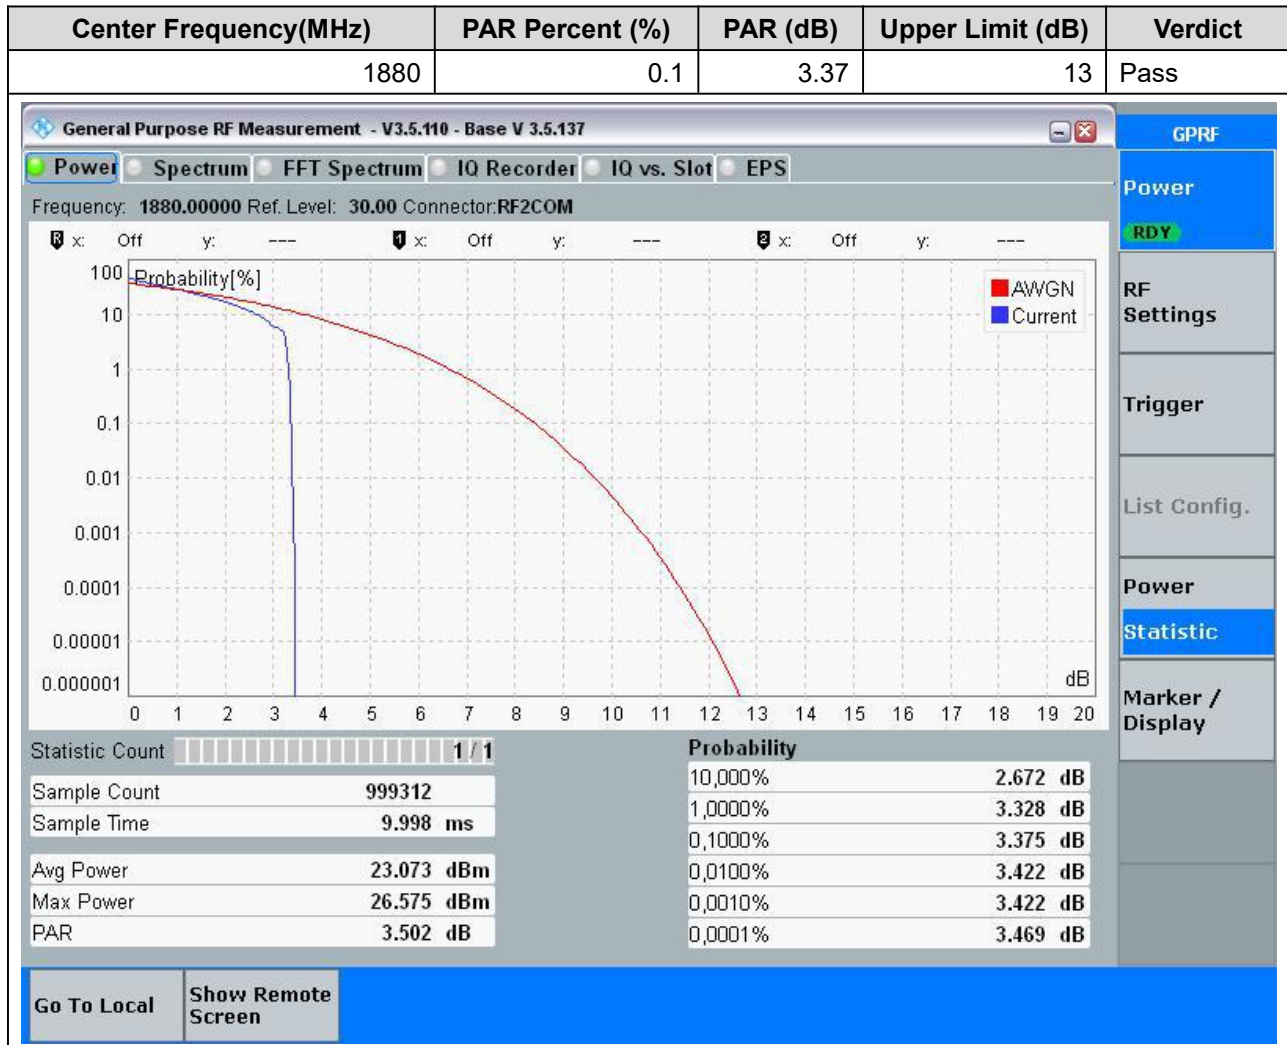 Center Frequency(MHz) PAR Percent (%) PAR (dB) Upper Limit (dB) Verdict
1880 0.1 3.37 13 Pass
General Purpose RF Measurement - V3.5.110 - Base V 3.5.137
GPRF
Power Spectrum FFT Spectrum IQ Recorder IQ vs. Slot EPS
Frequency: 1880.00000 Ref. Level: 30.00 Connector:RF2COM
R x: Off y: --- 1 x: Off y: --- 2 x: Off y: ---
Probability[%]
AWGN
Current
100
10
1
0.1
0.01
0.001
0.0001
0.00001
0.000001
dB
0 1 2 3 4 5 6 7 8 9 10 11 12 13 14 15 16 17 18 19 20
Statistic Count 1 / 1
Sample Count 999312
Sample Time 9.998 ms
Avg Power 23.073 dBm
Max Power 26.575 dBm
PAR 3.502 dB
Probability
10,000% 2.672 dB
1,0000% 3.328 dB
0,1000% 3.375 dB
0,0100% 3.422 dB
0,0010% 3.422 dB
0,0001% 3.469 dB
Power
RDY
RF
Settings
Trigger
List Config.
Power
Statistic
Marker /
Display
Go To Local
Show Remote
Screen